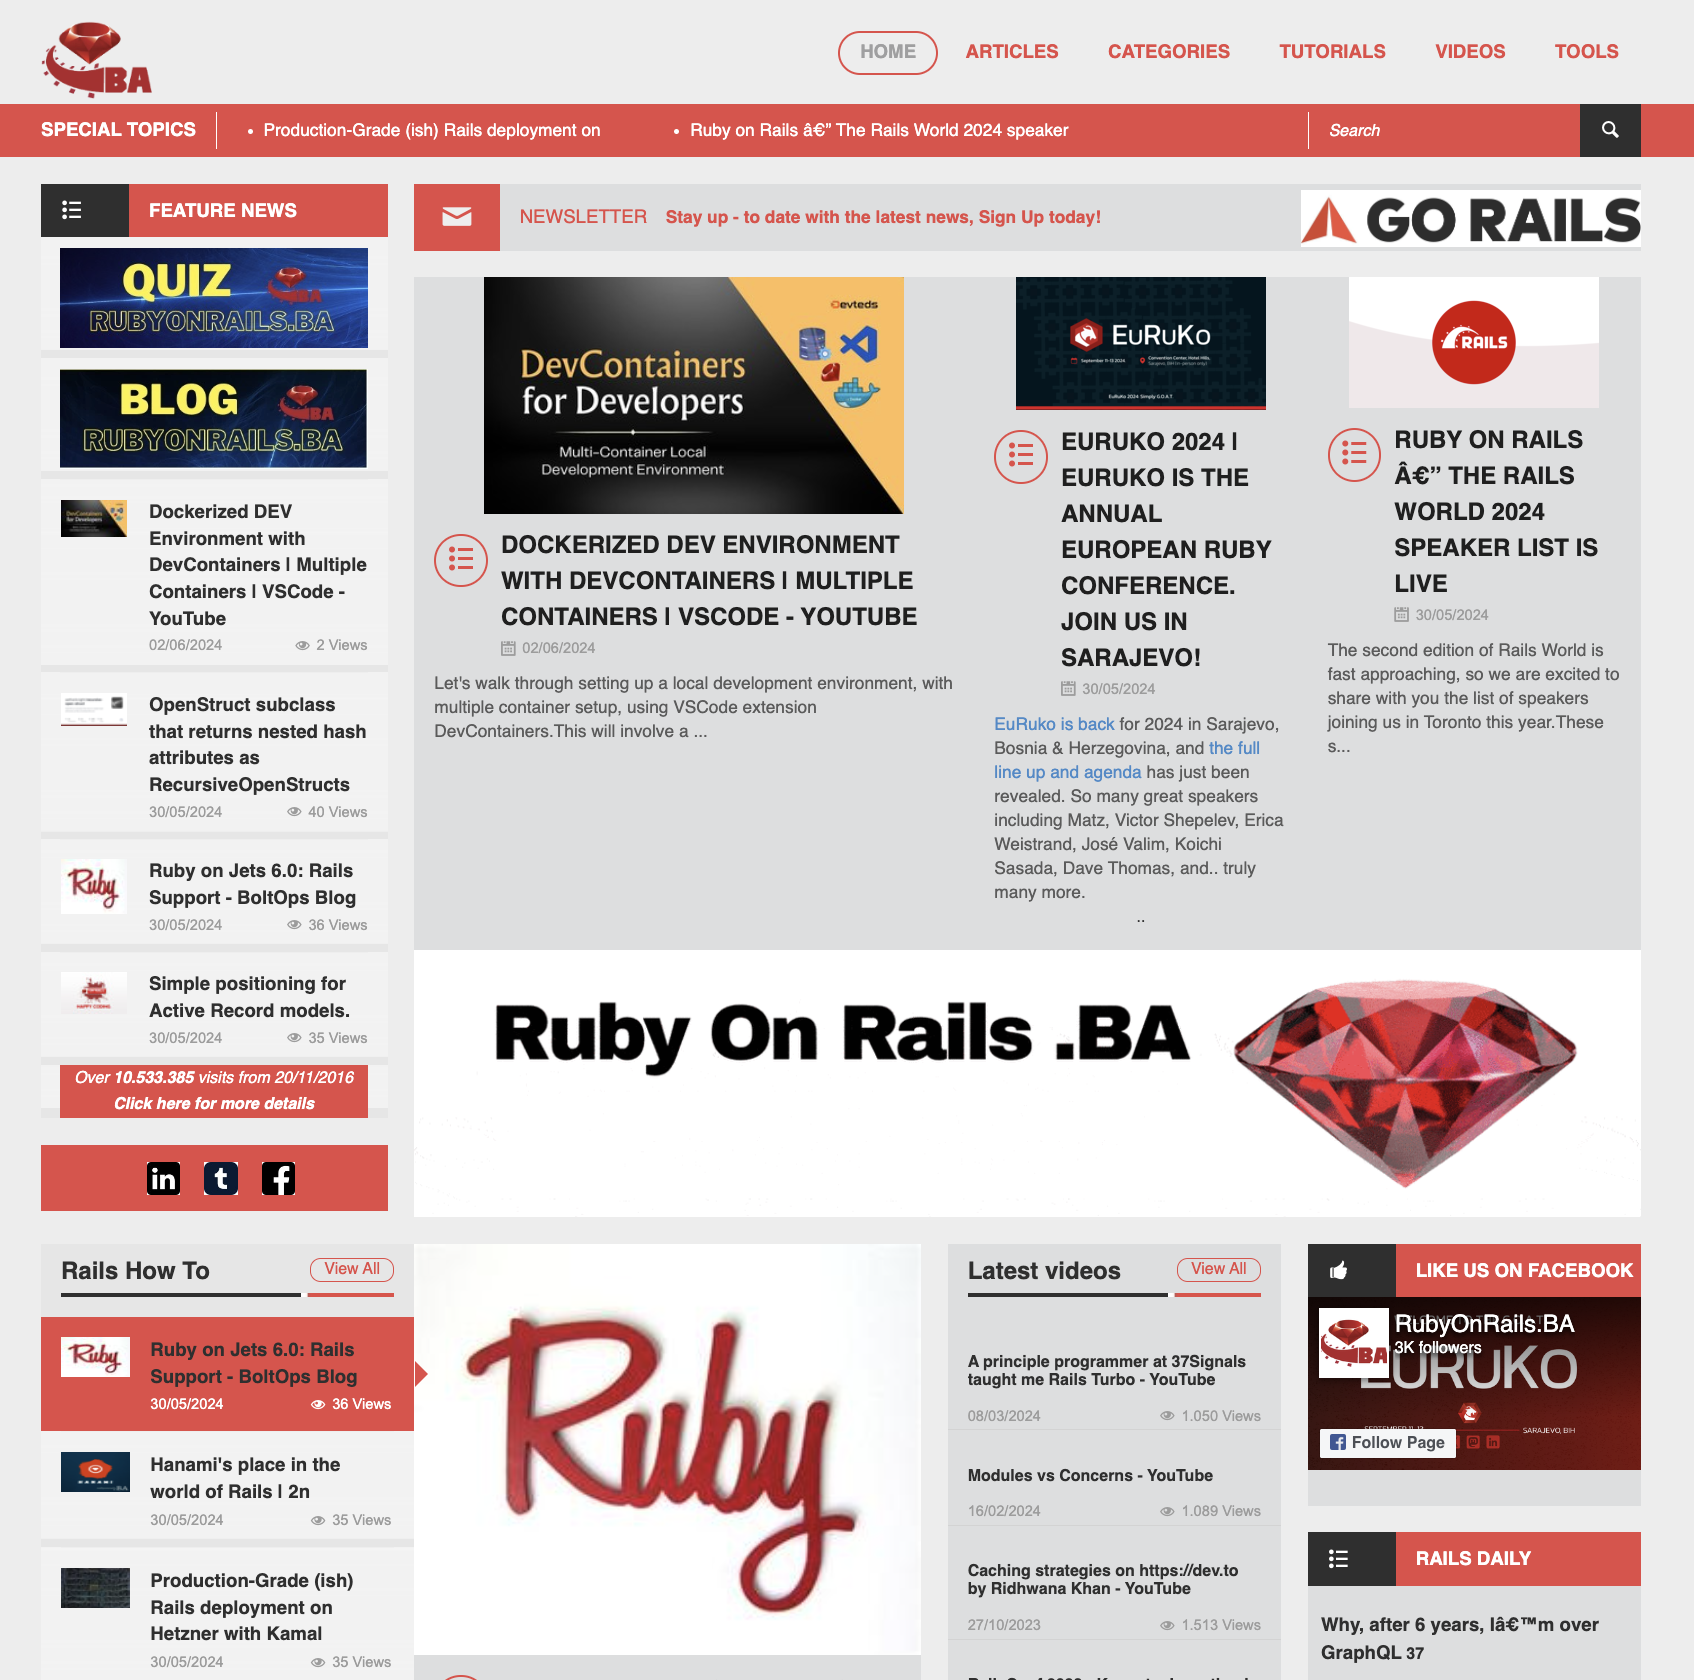 BA
HOME
ARTICLES
CATEGORIES
TUTORIALS
VIDEOS
TOOLS
SPECIAL TOPICS
• Production-Grade (ish) Rails deployment on
• Ruby on Rails â€” The Rails World 2024 speaker
Search
FEATURE NEWS
QUIZ
RUBYONRAILS.BA
BLOG
RUBYONRAILS.BA
Dockerized DEV
Environment with
DevContainers | Multiple
Containers | VSCode -
YouTube
02/06/2024
2 Views
OpenStruct subclass
that returns nested hash
attributes as
RecursiveOpenStructs
30/05/2024
40 Views
Ruby
Ruby on Jets 6.0: Rails
Support - BoltOps Blog
30/05/2024
36 Views
HAPPY CODING
Simple positioning for
Active Record models.
30/05/2024
35 Views
Over 10.533.385 visits from 20/11/2016
Click here for more details
in
t
f
NEWSLETTER
Stay up - to date with the latest news, Sign Up today!
GO RAILS
Devteds
DevContainers
for Developers
Multi-Container Local
Development Environment
DOCKERIZED DEV ENVIRONMENT
WITH DEVCONTAINERS | MULTIPLE
CONTAINERS | VSCODE - YOUTUBE
02/06/2024
Let's walk through setting up a local development environment, with
multiple container setup, using VSCode extension
DevContainers.This will involve a ...
EuRuKo
September 11-13 2024
Convention Center, Hotel Hills,
EuRuKo 2024: Simply G.O.A.T.
EURUKO 2024 |
EURUKO IS THE
ANNUAL
EUROPEAN RUBY
CONFERENCE.
JOIN US IN
SARAJEVO!
30/05/2024
EuRuko is back for 2024 in Sarajevo,
Bosnia & Herzegovina, and the full
line up and agenda has just been
revealed. So many great speakers
including Matz, Victor Shepelev, Erica
Weistrand, José Valim, Koichi
Sasada, Dave Thomas, and.. truly
many more.
..
RAILS
RUBY ON RAILS
Â€” THE RAILS
WORLD 2024
SPEAKER LIST IS
LIVE
30/05/2024
The second edition of Rails World is
fast approaching, so we are excited to
share with you the list of speakers
joining us in Toronto this year.These
s...
Ruby On Rails .BA
Rails How To
View All
Ruby
Ruby on Jets 6.0: Rails
Support - BoltOps Blog
30/05/2024
36 Views
HANAMI
Hanami's place in the
world of Rails | 2n
30/05/2024
35 Views
Production-Grade (ish)
Rails deployment on
Hetzner with Kamal
30/05/2024
35 Views
Ruby
Latest videos
View All
A principle programmer at 37Signals
taught me Rails Turbo - YouTube
08/03/2024
1.050 Views
Modules vs Concerns - YouTube
16/02/2024
1.089 Views
Caching strategies on https://dev.to
by Ridhwana Khan - YouTube
27/10/2023
1.513 Views
LIKE US ON FACEBOOK
BA
RubyOnRails.BA
3K followers
EURUKO
SARAJEVO, BIH
Follow Page
RAILS DAILY
Why, after 6 years, Iâ€™m over
GraphQL 37